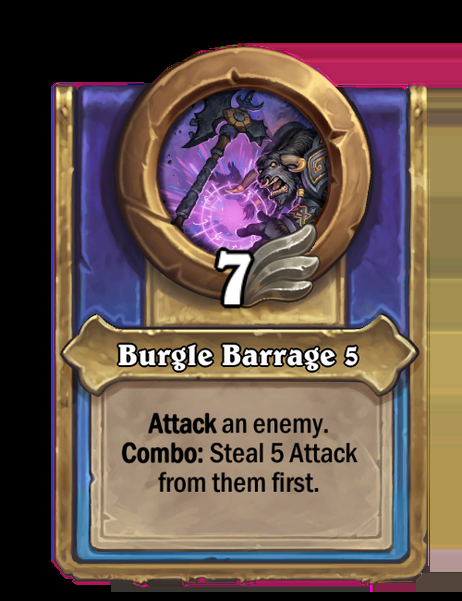 7
Burgle Barrage 5
Attack an enemy.
Combo: Steal 5 Attack
from them first.